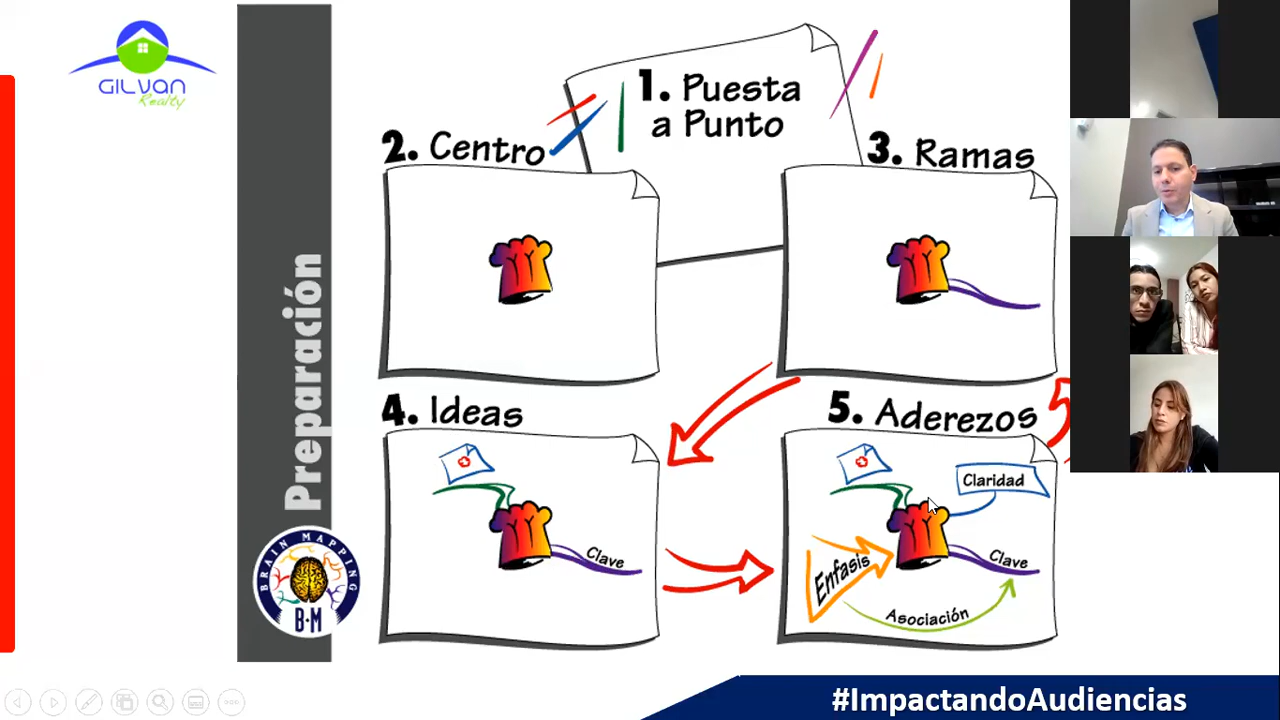 GILVAN
Realty
Preparación
BRAIN MAPPING
B·M
1. Puesta
a Punto
2. Centro
3. Ramas
4. Ideas
Clave
5. Aderezos
Claridad
Enfasis
Clave
Asociación
#ImpactandoAudiencias